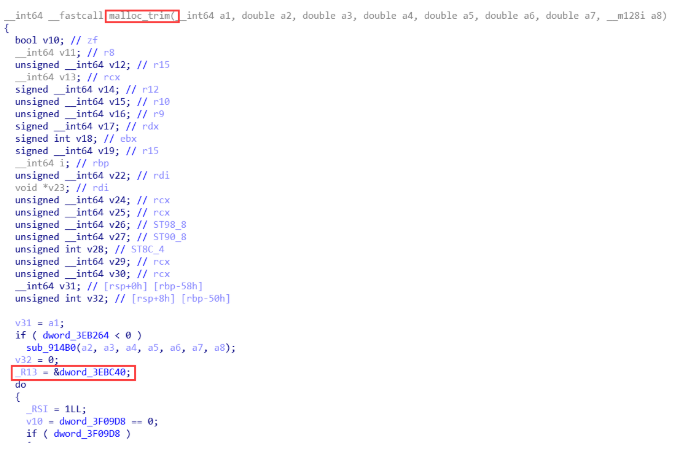 __int64 __fastcall malloc_trim(__int64 a1, double a2, double a3, double a4, double a5, double a6, double a7, __m128i a8)
{
bool v10; // zf
__int64 v11; // r8
unsigned __int64 v12; // r15
__int64 v13; // rcx
signed __int64 v14; // r12
unsigned __int64 v15; // r10
unsigned __int64 v16; // r9
signed __int64 v17; // rdx
signed int v18; // ebx
signed __int64 v19; // r15
__int64 i; // rbp
unsigned __int64 v22; // rdi
void *v23; // rdi
unsigned __int64 v24; // rcx
unsigned __int64 v25; // rcx
unsigned __int64 v26; // ST98_8
unsigned __int64 v27; // ST90_8
unsigned int v28; // ST8C_4
unsigned __int64 v29; // rcx
unsigned __int64 v30; // rcx
__int64 v31; // [rsp+0h] [rbp-58h]
unsigned int v32; // [rsp+8h] [rbp-50h]
v31 = a1;
if ( dword_3EB264 < 0 )
sub_914B0(a2, a3, a4, a5, a6, a7, a8);
v32 = 0;
_R13 = &dword_3EBC40;
do
{
_RSI = 1LL;
v10 = dword_3F09D8 == 0;
if ( dword_3F09D8 )